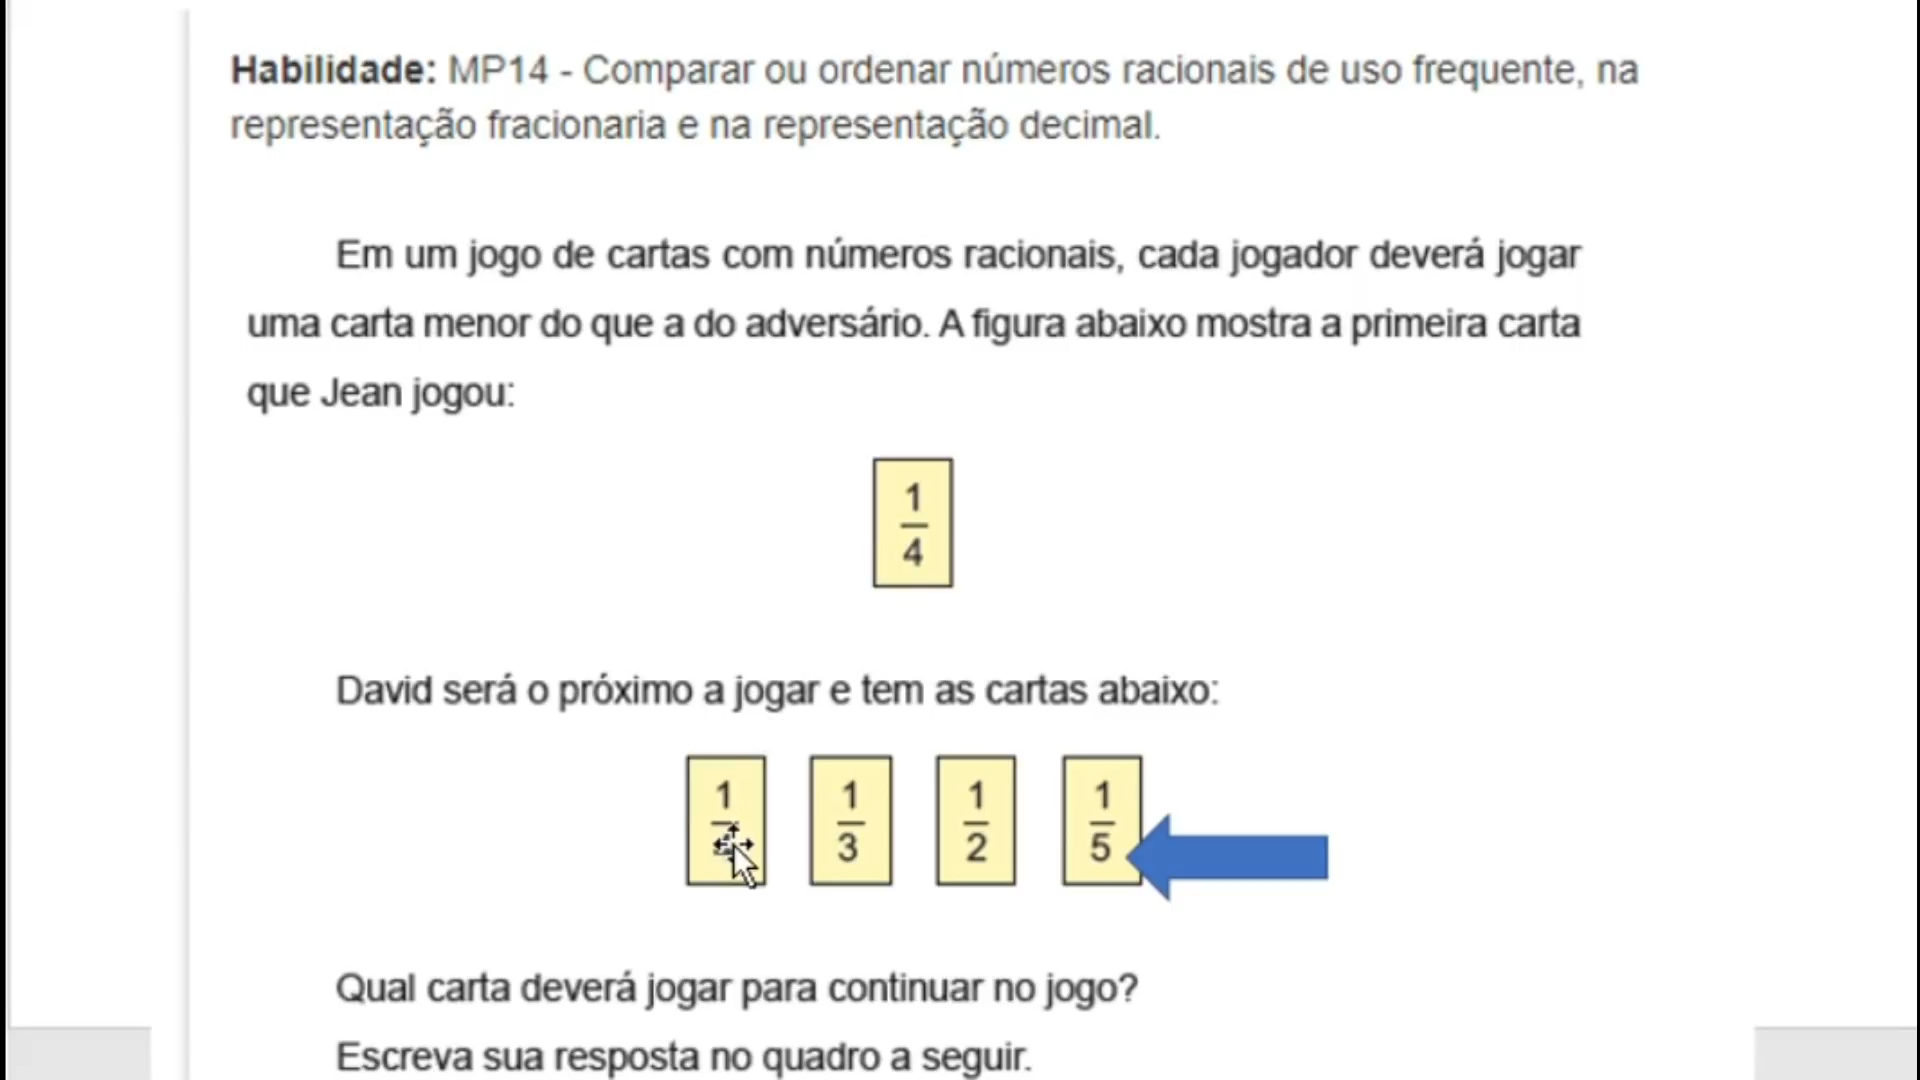 Habilidade: MP14 - Comparar ou ordenar números racionais de uso frequente, na
representação fracionaria e na representação decimal.
Em um jogo de cartas com números racionais, cada jogador deverá jogar
uma carta menor do que a do adversário. A figura abaixo mostra a primeira carta
que Jean jogou:
1
4
David será o próximo a jogar e tem as cartas abaixo:
1 1 1 1
3 2 5
Qual carta deverá jogar para continuar no jogo?
Escreva sua resposta no quadro a seguir.